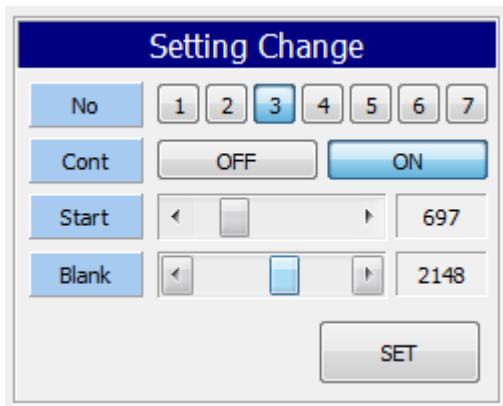 Setting Change
No 1 2 3 4 5 6 7
Cont OFF ON
Start 697
Blank 2148
SET